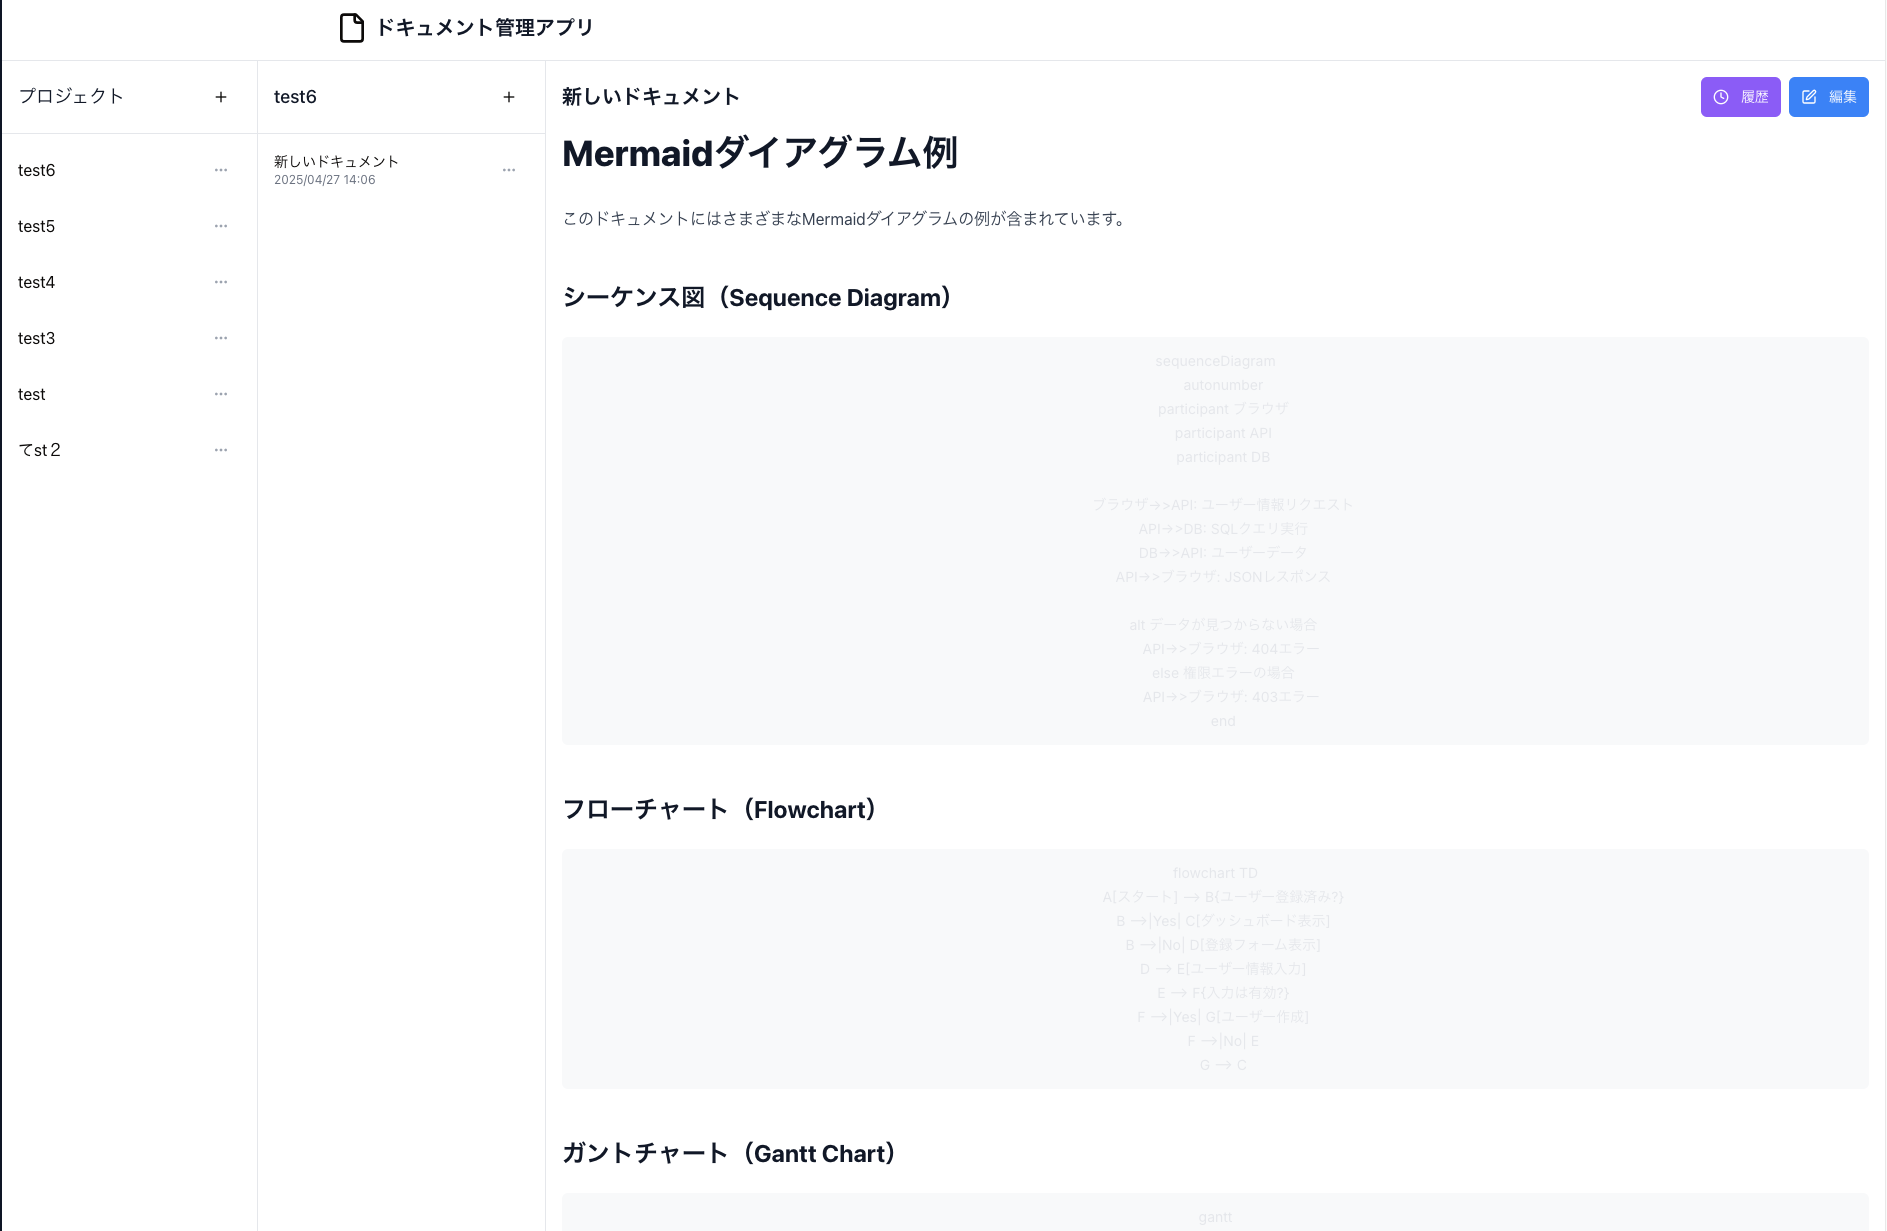 ドキュメント管理アプリ
プロジェクト
test6
test5
test4
test3
test
てst２
test6
新しいドキュメント
2025/04/27 14:06
新しいドキュメント
履歴
編集
Mermaidダイアグラム例
このドキュメントにはさまざまなMermaidダイアグラムの例が含まれています。
シーケンス図（Sequence Diagram）
sequenceDiagram
autonumber
participant ブラウザ
participant API
participant DB
ブラウザ->>API: ユーザー情報リクエスト
API->>DB: SQLクエリ実行
DB->>API: ユーザーデータ
API->>ブラウザ: JSONレスポンス
alt データが見つからない場合
API->>ブラウザ: 404エラー
else 権限エラーの場合
API->>ブラウザ: 403エラー
end
フローチャート（Flowchart）
flowchart TD
A[スタート] --> B{ユーザー登録済み?}
B -->|Yes| C[ダッシュボード表示]
B -->|No| D[登録フォーム表示]
D --> E[ユーザー情報入力]
E --> F{入力は有効?}
F -->|Yes| G[ユーザー作成]
F -->|No| E
G --> C
ガントチャート（Gantt Chart）
gantt